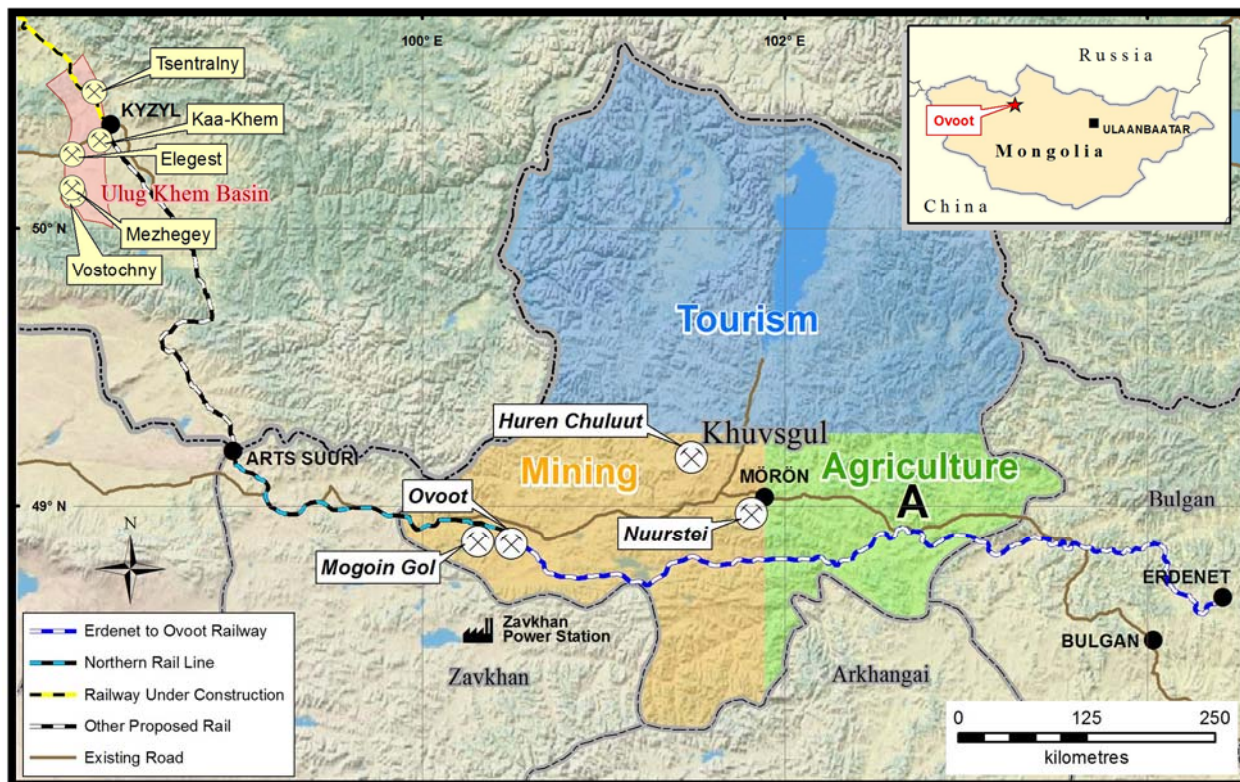 100° E
102° E
Tsentralny
KYZYL
Kaa-Khem
Elegest
Ulug Khem Basin
Mezhegey
Vostochny
50° N
Russia
Ovoot
ULAANBAATAR
Mongolia
China
Tourism
Huren Chuluut
Khuvsgul
ARTS SUURI
Mining
Agriculture
MÖRÖN
A
Ovoot
49° N
Bulgan
Nuurstei
Mogoin Gol
N
ERDENET
Zavkhan
Power Station
BULGAN
Zavkhan
Arkhangai
Erdenet to Ovoot Railway
Northern Rail Line
Railway Under Construction
Other Proposed Rail
Existing Road
0 125 250
kilometres